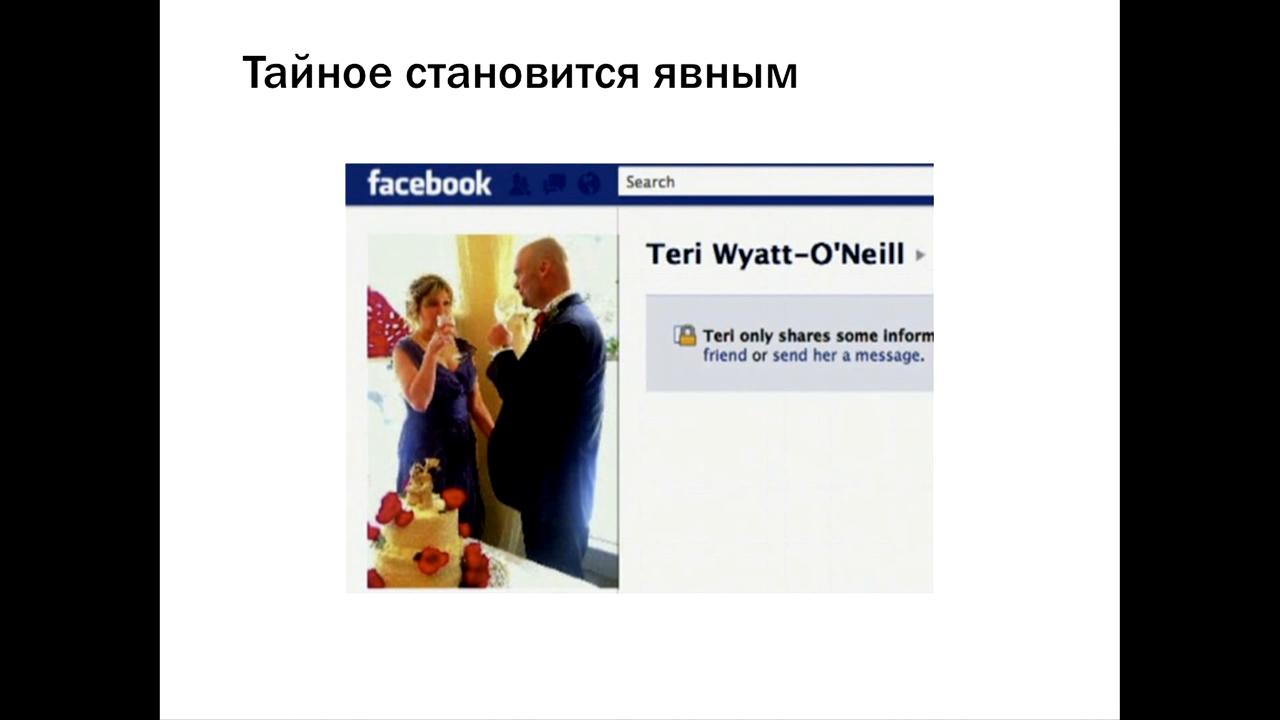 Тайное становится явным
facebook
Search
Teri Wyatt-O'Neill
Teri only shares some inform
friend or send her a message.